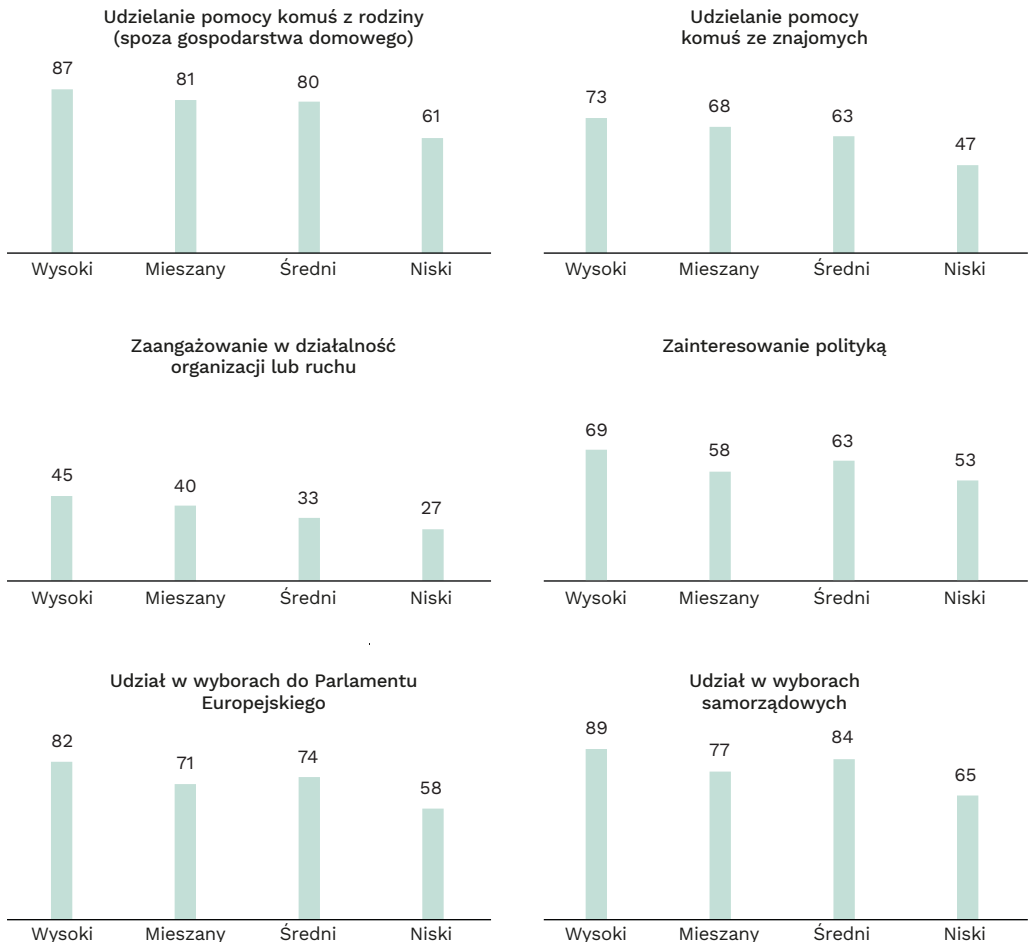 Udzielanie pomocy komuś z rodziny
(spoza gospodarstwa domowego)
87
81
80
61
Wysoki Mieszany Średni Niski
Udzielanie pomocy
komuś ze znajomych
73
68
63
47
Wysoki Mieszany Średni Niski
Zaangażowanie w działalność
organizacji lub ruchu
45
40
33
27
Wysoki Mieszany Średni Niski
Zainteresowanie polityką
69
58
63
53
Wysoki Mieszany Średni Niski
Udział w wyborach do Parlamentu
Europejskiego
82
71
74
58
Wysoki Mieszany Średni Niski
Udział w wyborach
samorządowych
89
77
84
65
Wysoki Mieszany Średni Niski